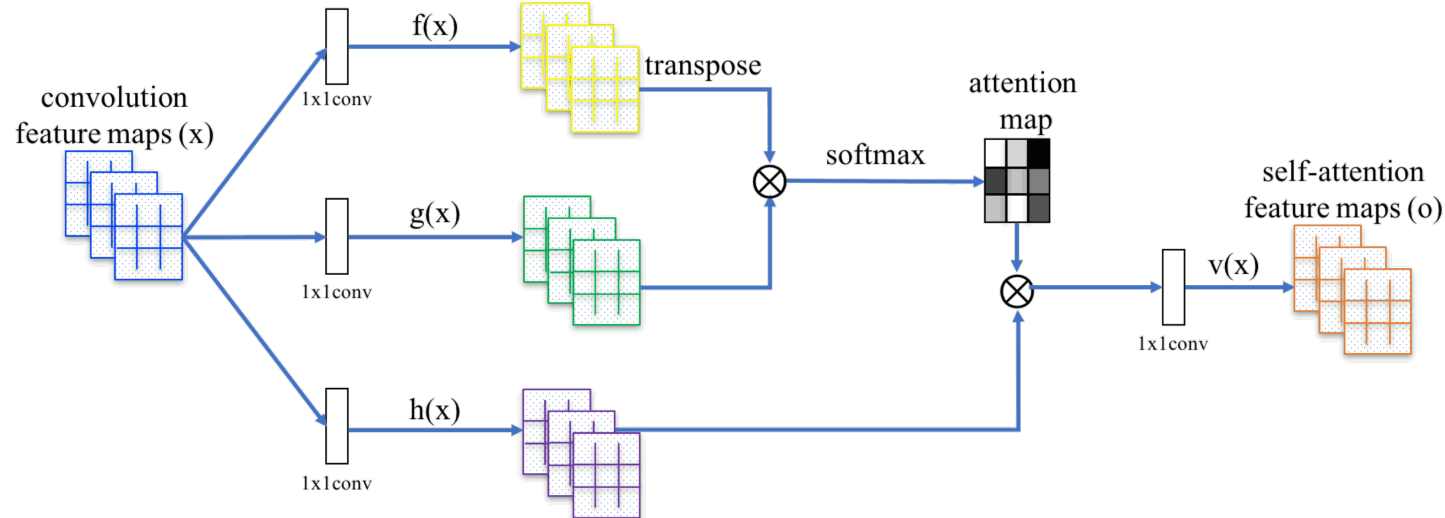 convolution
feature maps (x)
1x1conv
f(x)
transpose
1x1conv
g(x)
1x1conv
h(x)
softmax
attention
map
1x1conv
v(x)
self-attention
feature maps (o)